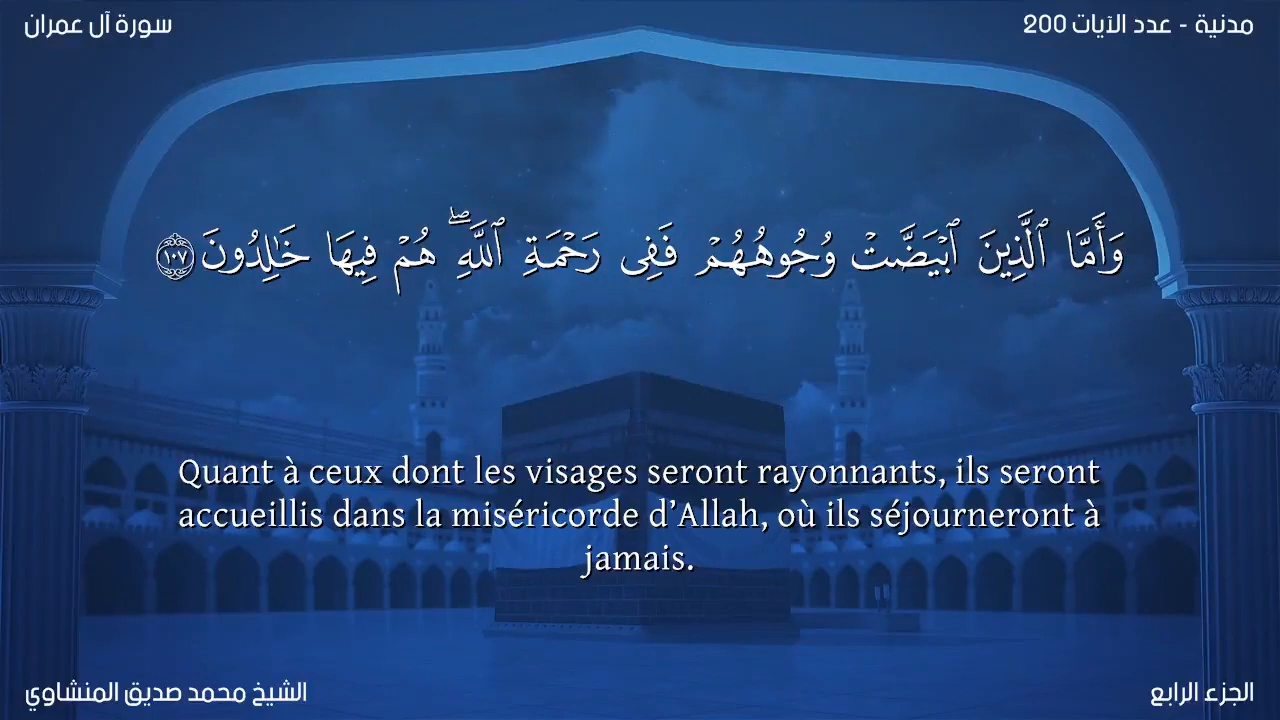 سورة آل عمران
مدنية - عدد الآيات 200
وَأَمَّا ٱلَّذِينَ ٱبْيَضَّتْ وُجُوهُهُمْ فَفِى رَحْمَةِ ٱللَّهِ ۖ هُمْ فِيهَا خَـٰلِدُونَ ١٠٧
Quant à ceux dont les visages seront rayonnants, ils seront
accueillis dans la miséricorde d’Allah, où ils séjourneront à
jamais.
الشيخ محمد صديق المنشاوي
الجزء الرابع